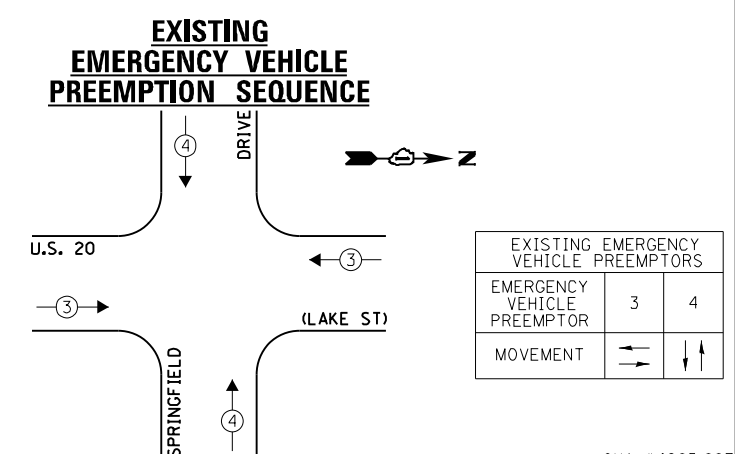 EXISTING
EMERGENCY VEHICLE
PREEMPTION SEQUENCE
4
DRIVE
N
U.S. 20
3
3
(LAKE ST)
SPRINGFIELD
4
EXISTING EMERGENCY
VEHICLE PREEMPTORS
EMERGENCY
VEHICLE
PREEMPTOR
3
4
MOVEMENT